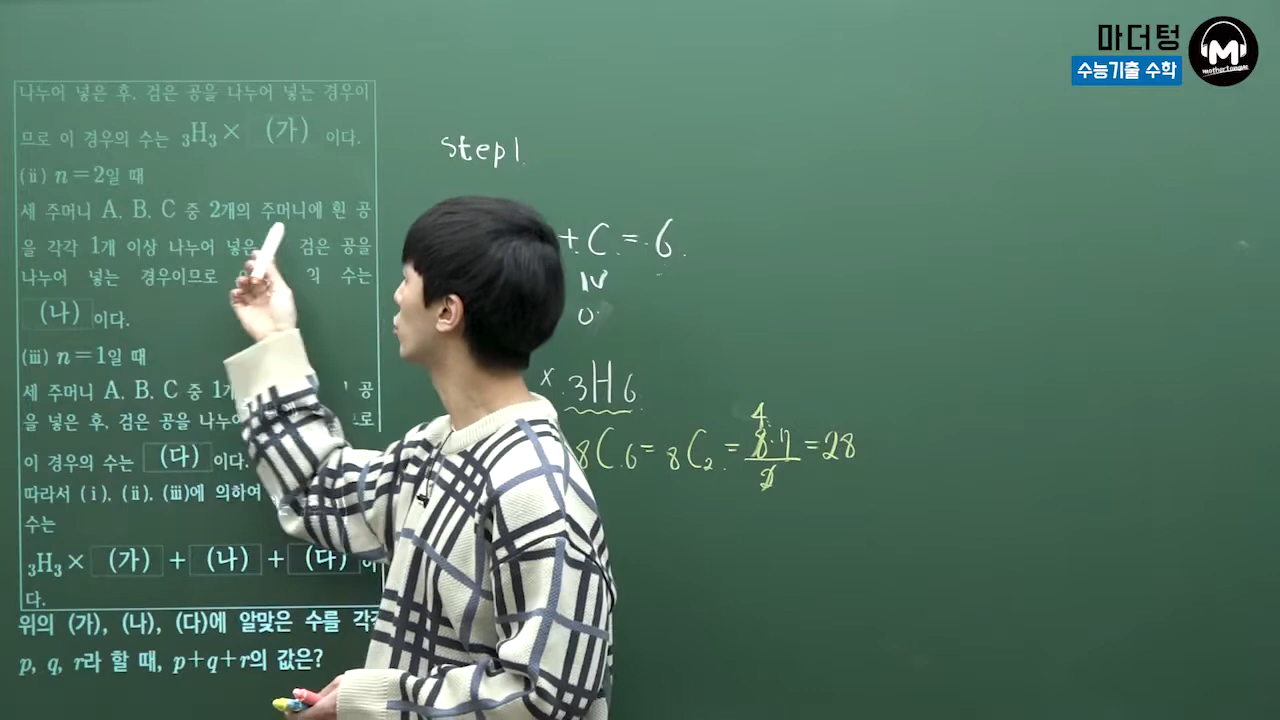 마더텅
수능기출 수학
mothertongue
나누어 넣은 후, 검은 공을 나누어 넣는 경우이
므로 이 경우의 수는 ₃H₃× (가) 이다.
(ⅱ) n=2일 때
세 주머니 A, B, C 중 2개의 주머니에 흰 공
을 각각 1개 이상 나누어 넣은 검은 공을
나누어 넣는 경우이므로 의 수는
(나) 이다.
(ⅲ) n=1일 때
세 주머니 A, B, C 중 공
을 넣은 후, 검은 공을
이 경우의 수는 (다) 이다.
따라서 (ⅰ), (ⅱ), (ⅲ)에 의하여
수는
₃H₃× (가) + (나) + (다)
다.
위의 (가), (나), (다)에 알맞은 수를 각각
p, q, r라 할 때, p+q+r의 값은?
step1.
+C=6
≥
0
× ₃H₆
₈C₆ = ₈C₂ = 8·7/2 = 28
4